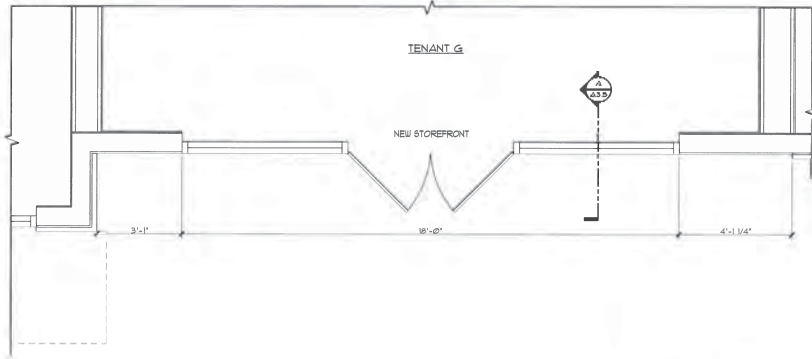 TENANT G
A
A3.5
NEW STOREFRONT
3'-1"
18'-0"
4'-1 1/4"